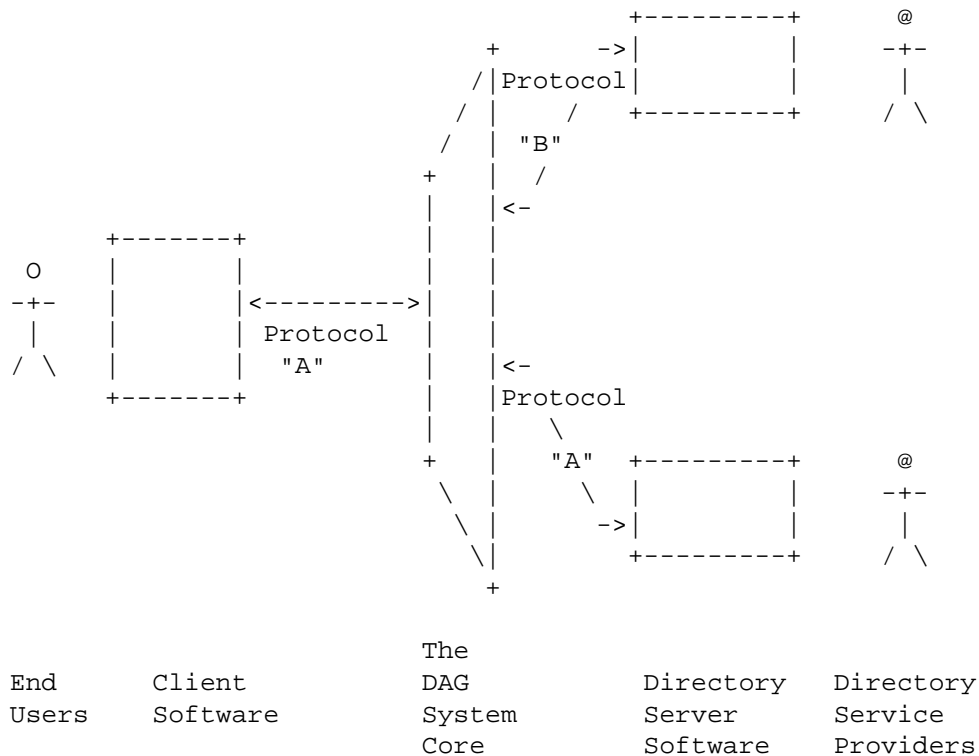 @
Protocol
"B"
O
Protocol
"A"
Protocol
"A"
@
The
End Client DAG Directory Directory
Users Software System Server Service
Core Software Providers